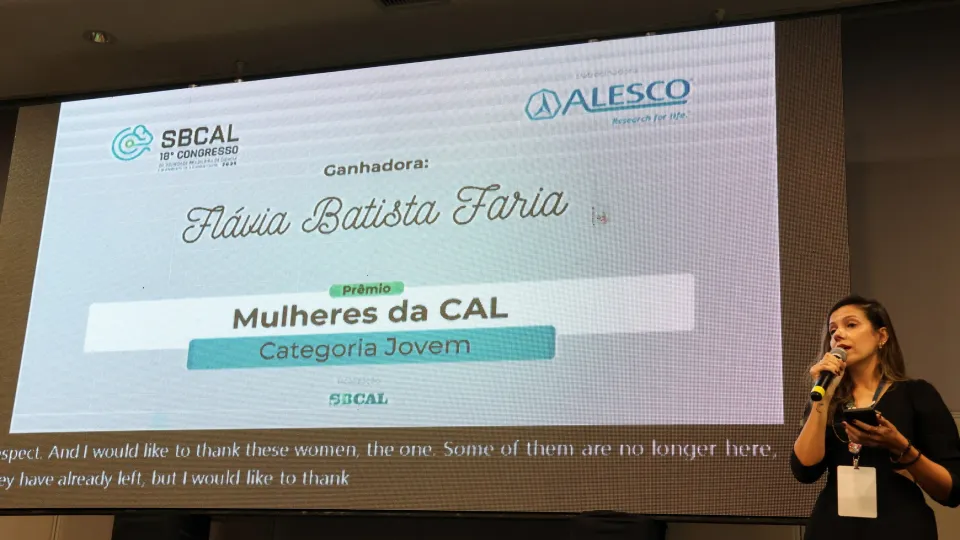 ALESCO
Research for life.
SBCAL
18º CONGRESSO
Ganhadora:
Flávia Batista Faria
Prêmio
Mulheres da CAL
Categoria Jovem
SBCAL
espect. And I would like to thank these women, the one. Some of them are no longer here,
ey have already left, but I would like to thank